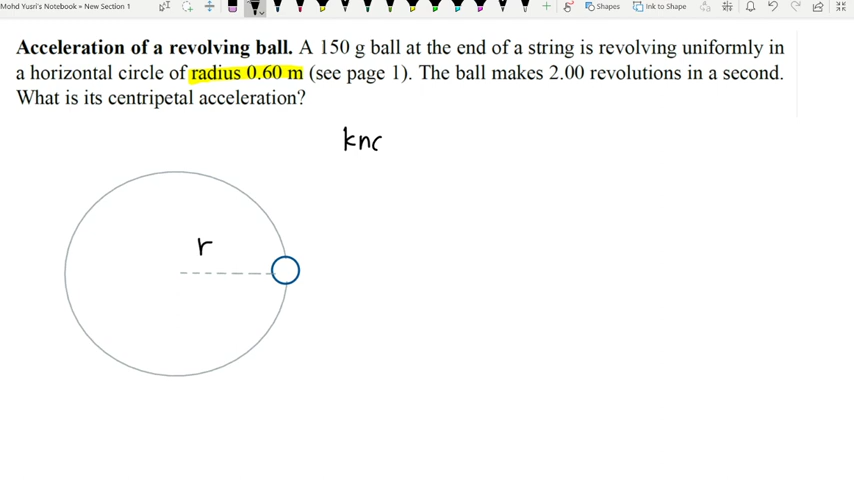 Mohd Yusri's Notebook » New Section 1
Shapes
Ink to Shape
Acceleration of a revolving ball. A 150 g ball at the end of a string is revolving uniformly in
a horizontal circle of radius 0.60 m (see page 1). The ball makes 2.00 revolutions in a second.
What is its centripetal acceleration?
knc
r